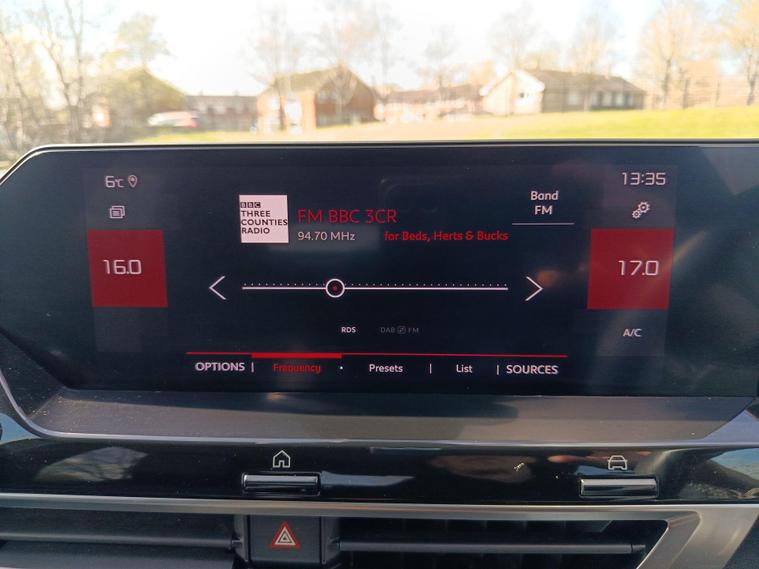 6°C
13:35
BBC
THREE
COUNTIES
RADIO
FM BBC 3CR
94.70 MHz
for Beds, Herts & Bucks
Band
FM
16.0
17.0
RDS
DAB FM
A/C
OPTIONS
Frequency
Presets
List
SOURCES